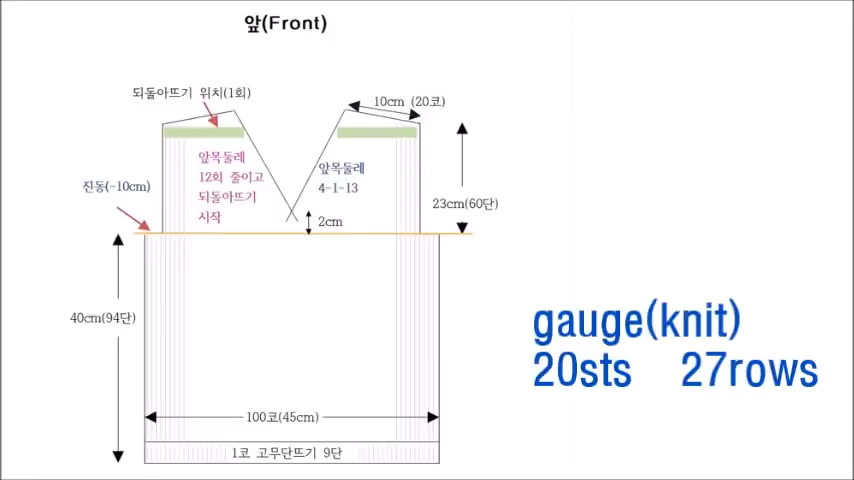 앞(Front)
되돌아뜨기 위치(1회)
10cm (20코)
앞목둘레
12회 줄이고
되돌아뜨기
시작
앞목둘레
4-1-13
진동(-10cm)
23cm(60단)
2cm
40cm(94단)
gauge(knit)
20sts 27rows
100코(45cm)
1코 고무단뜨기 9단